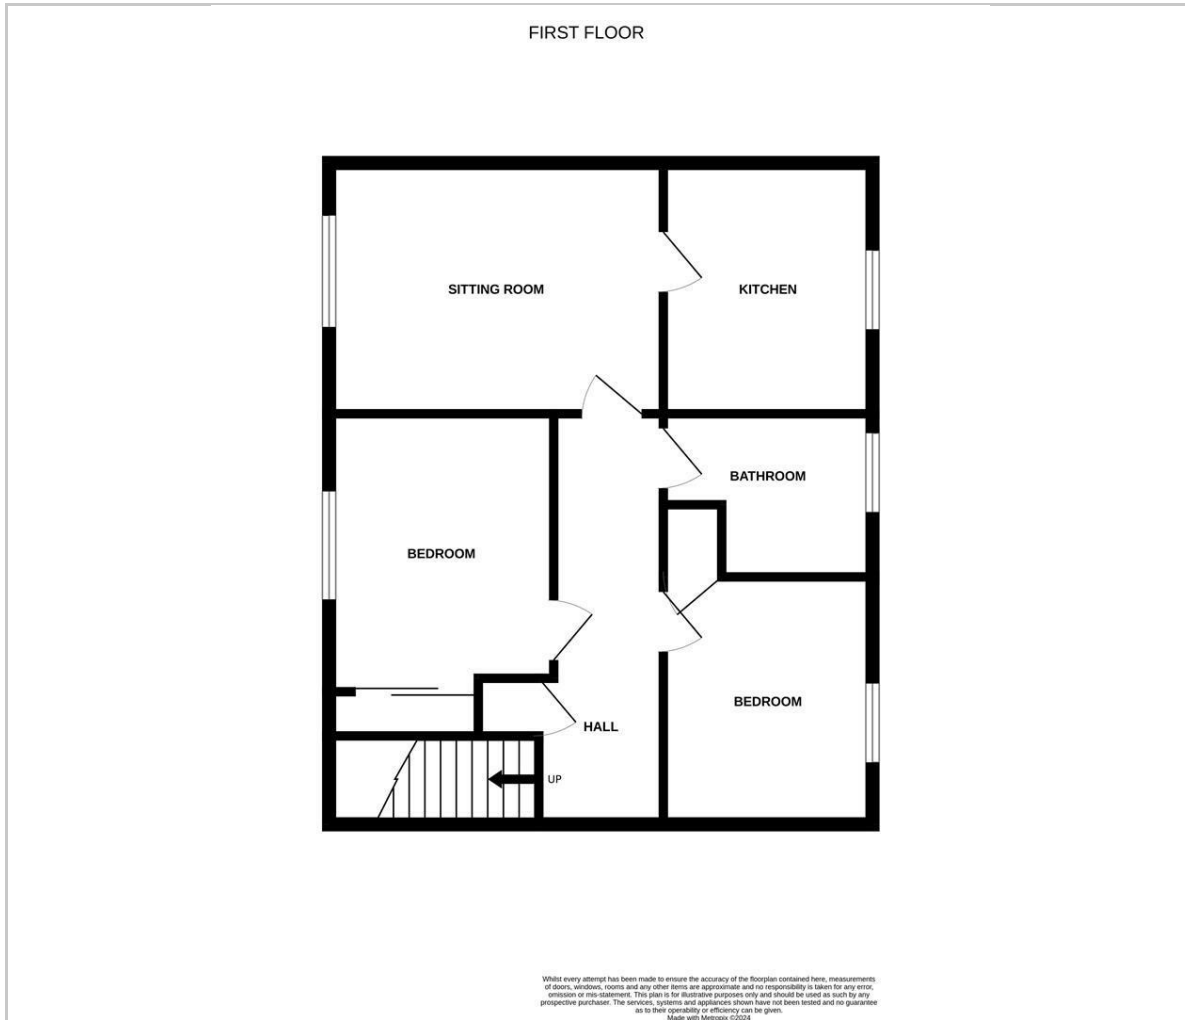 FIRST FLOOR
SITTING ROOM
KITCHEN
BATHROOM
BEDROOM
BEDROOM
HALL
UP
Whilst every attempt has been made to ensure the accuracy of the floorplan contained here, measurements
of doors, windows, rooms and any other items are approximate and no responsibility is taken for any error,
omission or mis-statement. This plan is for illustrative purposes only and should be used as such by any
prospective purchaser. The services, systems and appliances shown have not been tested and no guarantee
as to their operability or efficiency can be given.
Made with Metropix ©2024